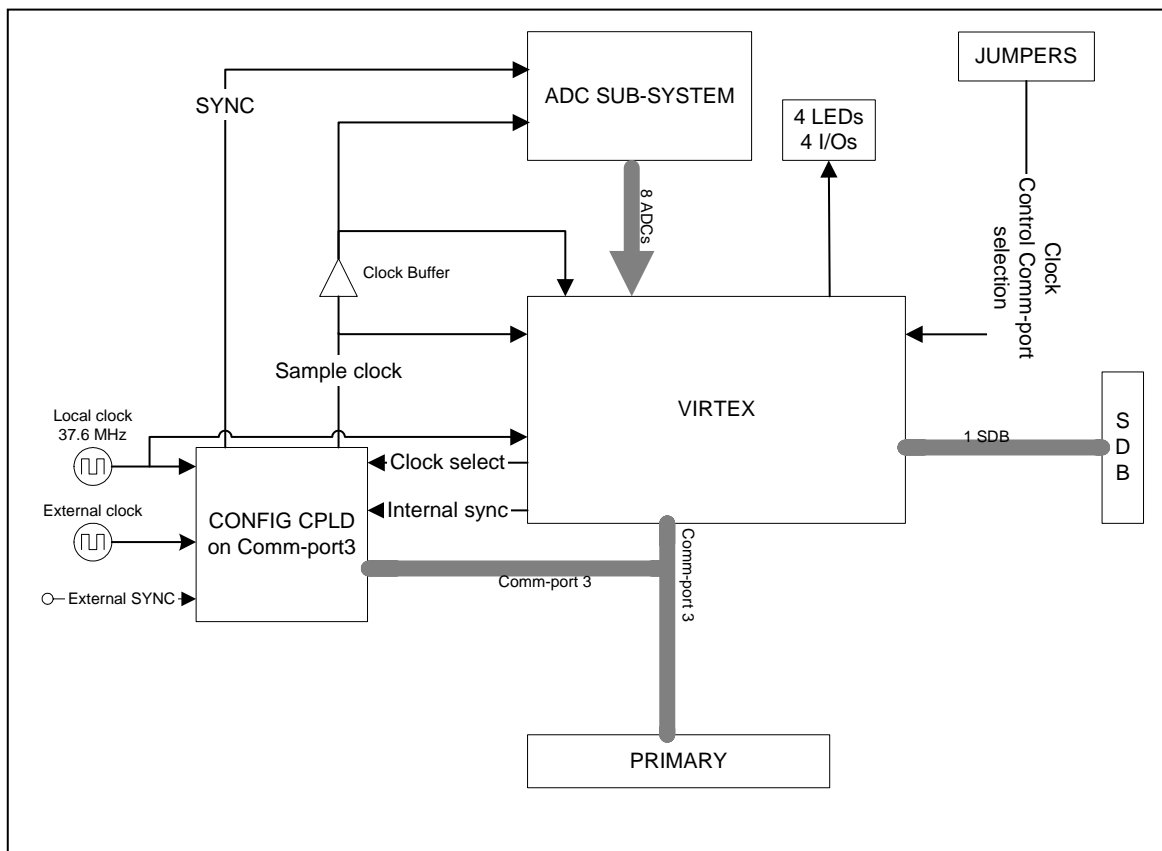 JUMPERS
ADC SUB-SYSTEM
SYNC
4 LEDs
4 I/Os
8 ADCs
Clock
Control Comm-port
selection
Clock Buffer
Sample clock
VIRTEX
Local clock
37.6 MHz
1 SDB
S
D
B
Clock select
External clock
Internal sync
CONFIG CPLD
on Comm-port3
Comm-port 3
Comm-port 3
External SYNC
PRIMARY